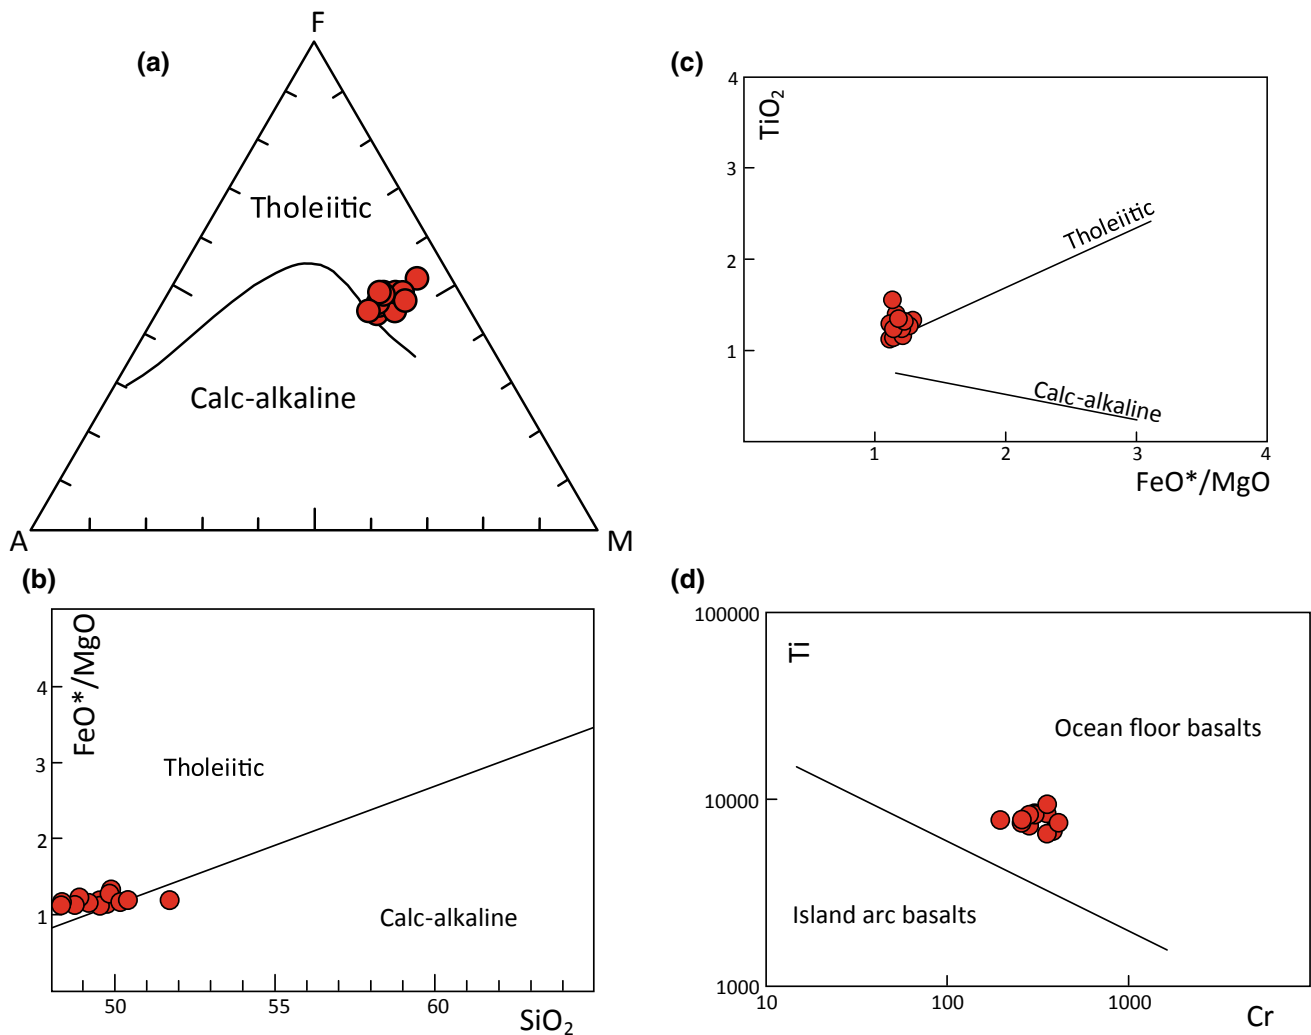 (a)
F
Tholeiitic
Calc-alkaline
A
M
(b)
FeO*/MgO
4
3
2
1
Tholeiitic
Calc-alkaline
50
60
SiO₂
(c)
TiO₂
4
3
2
1
Tholeiitic
Calc-alkaline
1
2
3
4
FeO*/MgO
(d)
100000
Ti
Ocean floor basalts
10000
Island arc basalts
1000
10
100
1000
Cr